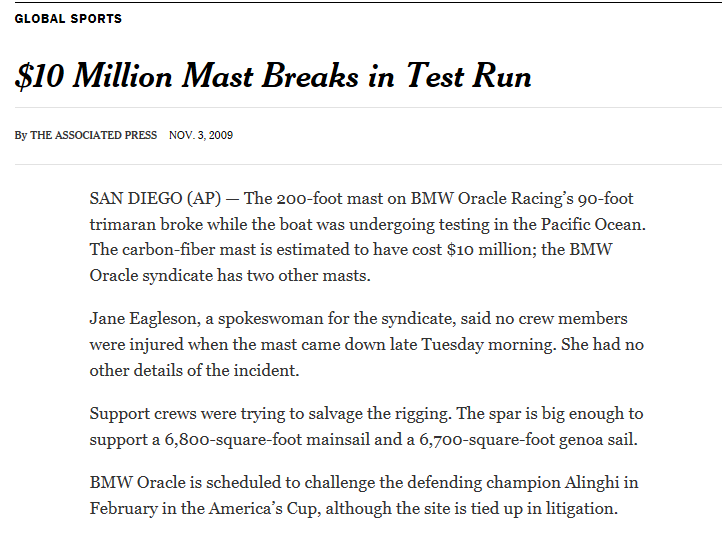 GLOBAL SPORTS
$10 Million Mast Breaks in Test Run
By THE ASSOCIATED PRESS NOV. 3, 2009
SAN DIEGO (AP) — The 200-foot mast on BMW Oracle Racing’s 90-foot
trimaran broke while the boat was undergoing testing in the Pacific Ocean.
The carbon-fiber mast is estimated to have cost $10 million; the BMW
Oracle syndicate has two other masts.
Jane Eagleson, a spokeswoman for the syndicate, said no crew members
were injured when the mast came down late Tuesday morning. She had no
other details of the incident.
Support crews were trying to salvage the rigging. The spar is big enough to
support a 6,800-square-foot mainsail and a 6,700-square-foot genoa sail.
BMW Oracle is scheduled to challenge the defending champion Alinghi in
February in the America’s Cup, although the site is tied up in litigation.